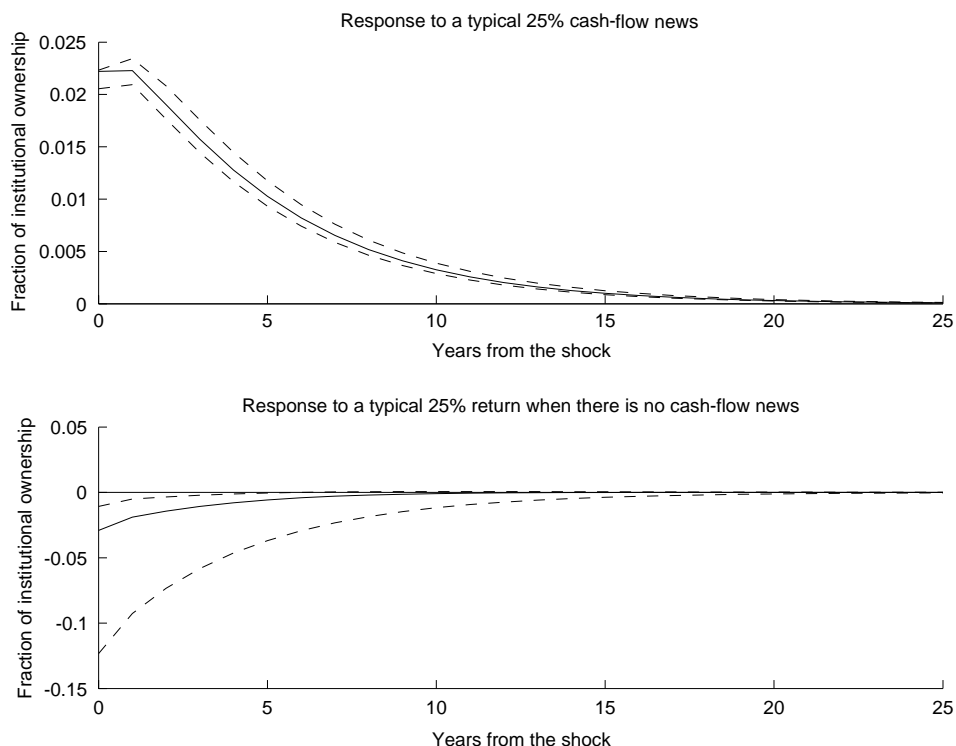 Response to a typical 25% cash-flow news
0.025
0.02
0.015
0.01
0.005
0
Fraction of institutional ownership
0 5 10 15 20 25
Years from the shock
Response to a typical 25% return when there is no cash-flow news
0.05
0
-0.05
-0.1
-0.15
Fraction of institutional ownership
0 5 10 15 20 25
Years from the shock